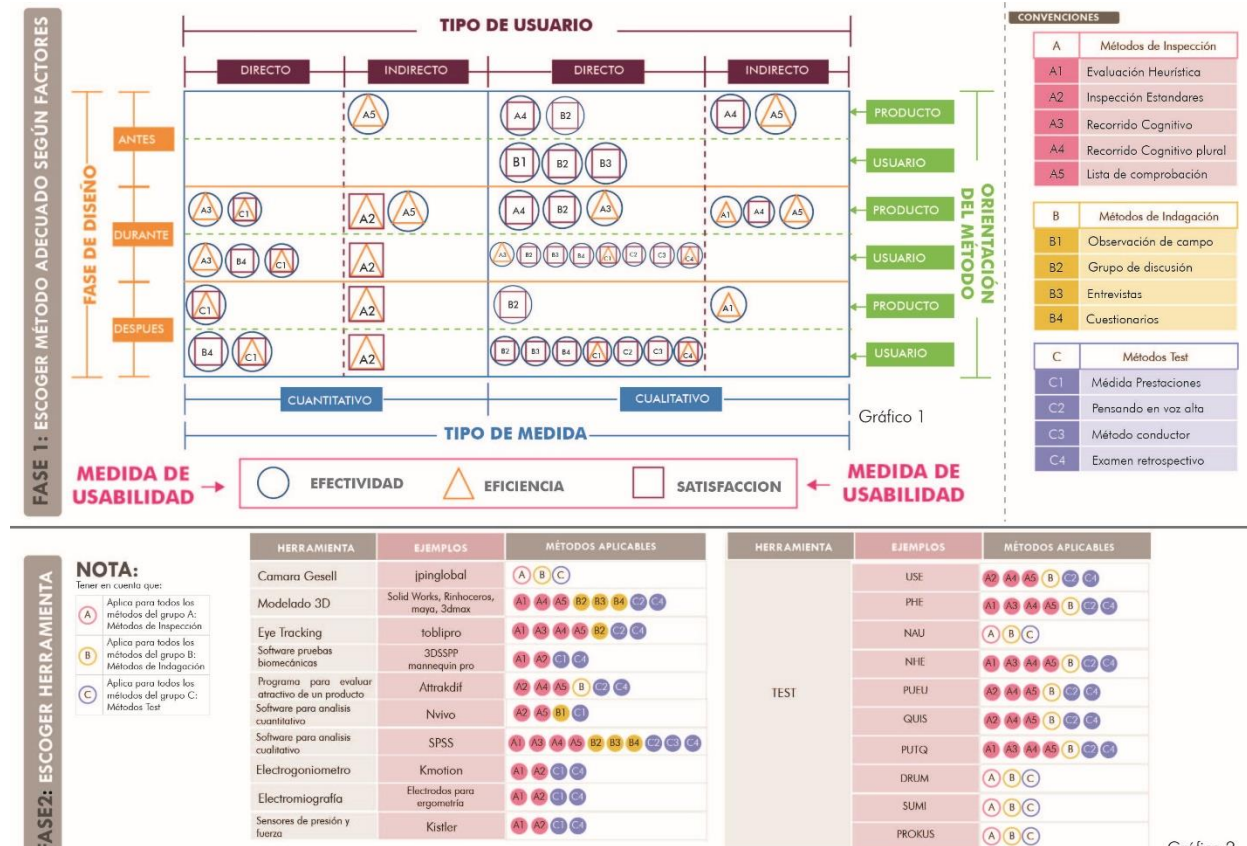 FASE 1: ESCOGER MÉTODO ADECUADO SEGÚN FACTORES
TIPO DE USUARIO
DIRECTO INDIRECTO DIRECTO INDIRECTO
FASE DE DISEÑO
ANTES
DURANTE
DESPUES
A5 A4 B2 A4 A5
PRODUCTO
B1 B2 B3
USUARIO
A3 C1 A2 A5 A4 B2 A3 A1 A4 A5
PRODUCTO
A3 B4 C1 A2 A3 B2 B3 B4 C1 C2 C3 C4
USUARIO
C1 A2 B2 A1
PRODUCTO
B4 C1 A2 B2 B3 B4 C1 C2 C3 C4
USUARIO
ORIENTACIÓN
DEL MÉTODO
CUANTITATIVO CUALITATIVO
Gráfico 1
TIPO DE MEDIDA
MEDIDA DE
USABILIDAD
EFECTIVIDAD EFICIENCIA SATISFACCION
MEDIDA DE
USABILIDAD
CONVENCIONES
A Métodos de Inspección
A1 Evaluación Heurística
A2 Inspección Estandares
A3 Recorrido Cognitivo
A4 Recorrido Cognitivo plural
A5 Lista de comprobación
B Métodos de Indagación
B1 Observación de campo
B2 Grupo de discusión
B3 Entrevistas
B4 Cuestionarios
C Métodos Test
C1 Médida Prestaciones
C2 Pensando en voz alta
C3 Método conductor
C4 Examen retrospectivo
FASE2: ESCOGER HERRAMIENTA
NOTA:
Tener en cuenta que:
A Aplica para todos los
métodos del grupo A:
Métodos de Inspección
B Aplica para todos los
métodos del grupo B:
Métodos de Indagación
C Aplica para todos los
métodos del grupo C:
Métodos Test
HERRAMIENTA EJEMPLOS MÉTODOS APLICABLES
Camara Gesell jpinglobal A B C
Modelado 3D Solid Works, Rinhoceros,
maya, 3dmax A1 A4 A5 B2 B3 B4 C2 C4
Eye Tracking toblipro A1 A3 A4 A5 B2 C2 C4
Software pruebas
biomecánicas 3DSSPP
mannequin pro A1 A2 C1 C4
Programa para evaluar
atractivo de un producto Attrakdif A2 A4 A5 B C2 C4
Software para analisis
cuantitativo Nvivo A2 A5 B1 C1
Software para analisis
cualitativo SPSS A1 A3 A4 A5 B2 B3 B4 C2 C3 C4
Electrogoniometro Kmotion A1 A2 C1 C4
Electromiografía Electrodos para
ergometría A1 A2 C1 C4
Sensores de presión y
fuerza Kistler A1 A2 C1 C4
HERRAMIENTA EJEMPLOS MÉTODOS APLICABLES
TEST
USE A2 A4 A5 B C2 C4
PHE A1 A3 A4 A5 B C2 C4
NAU A B C
NHE A1 A3 A4 A5 B C2 C4
PUEU A2 A4 A5 B C2 C4
QUIS A2 A4 A5 B C2 C4
PUTQ A1 A3 A4 A5 B C2 C4
DRUM A B C
SUMI A B C
PROKUS A B C